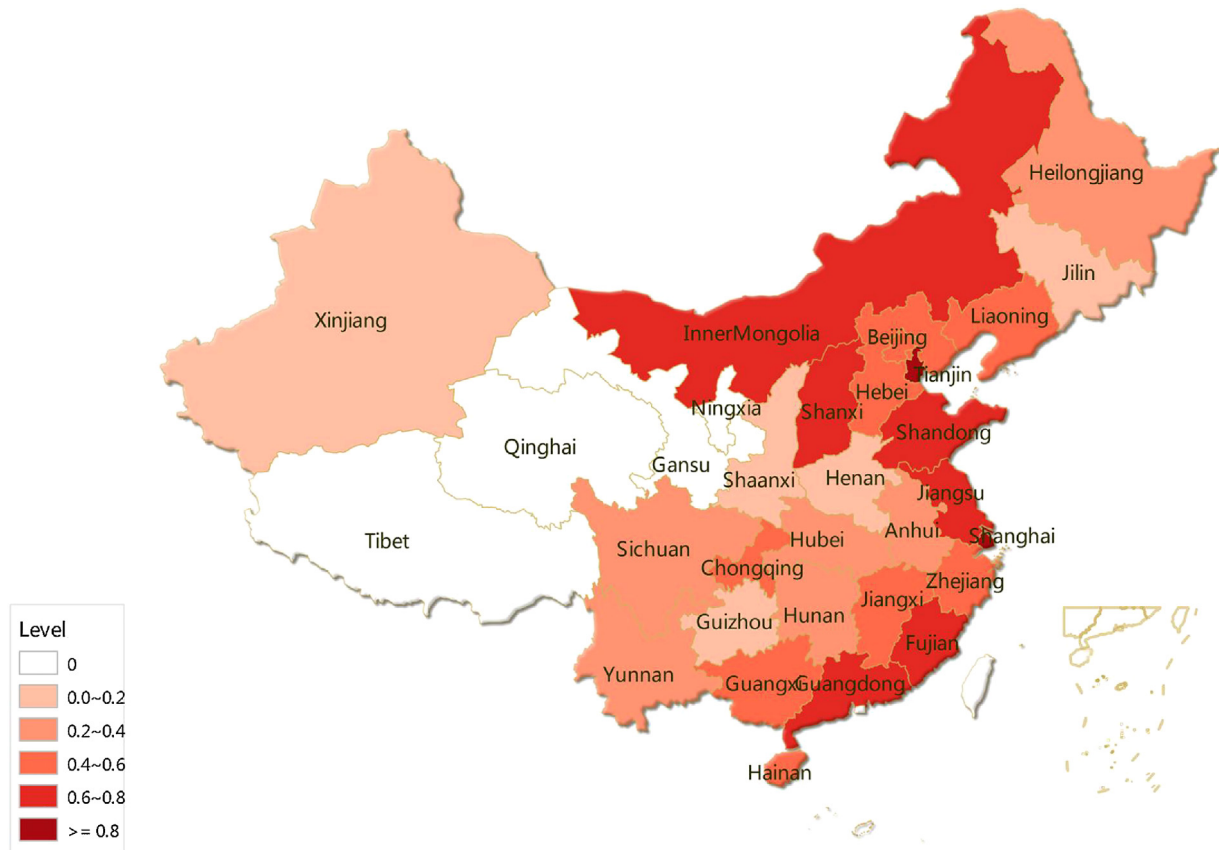 Heilongjiang
Jilin
Xinjiang
Liaoning
InnerMongolia
Beijing
Tianjin
Hebei
Ningxia
Shanxi
Shandong
Qinghai
Gansu
Shaanxi
Henan
Jiangsu
Tibet
Sichuan
Hubei
Anhui
Shanghai
Chongqing
Zhejiang
Jiangxi
Guizhou
Hunan
Fujian
Yunnan
Guangxi
Guangdong
Hainan
Level
0
0.0~0.2
0.2~0.4
0.4~0.6
0.6~0.8
>= 0.8